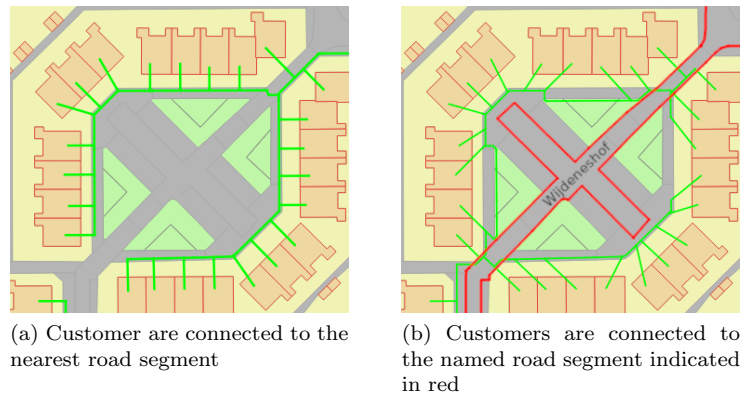 Wijdeneshof
(a) Customer are connected to the
nearest road segment
(b) Customers are connected to
the named road segment indicated
in red